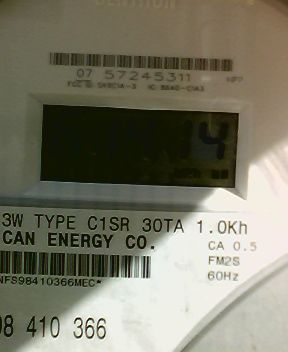 CENTRON
07 57245311
3W TYPE C1SR 30TA 1.0Kh
CAN ENERGY CO.
CA 0.5
FM2S
60Hz
NFS98410366MEC*
98 410 366